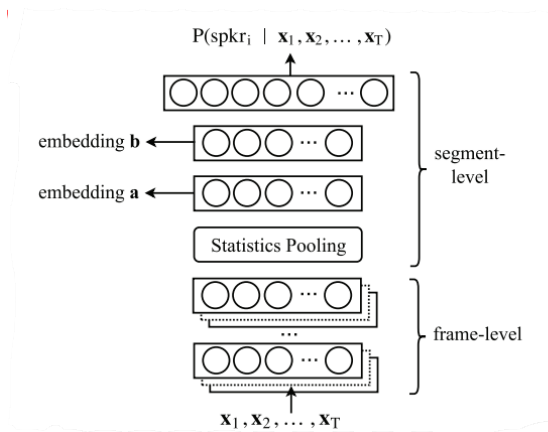 P(spkr_i | x_1, x_2, ..., x_T)
...
embedding b
...
segment-level
embedding a
...
Statistics Pooling
...
...
frame-level
...
x_1, x_2, ..., x_T